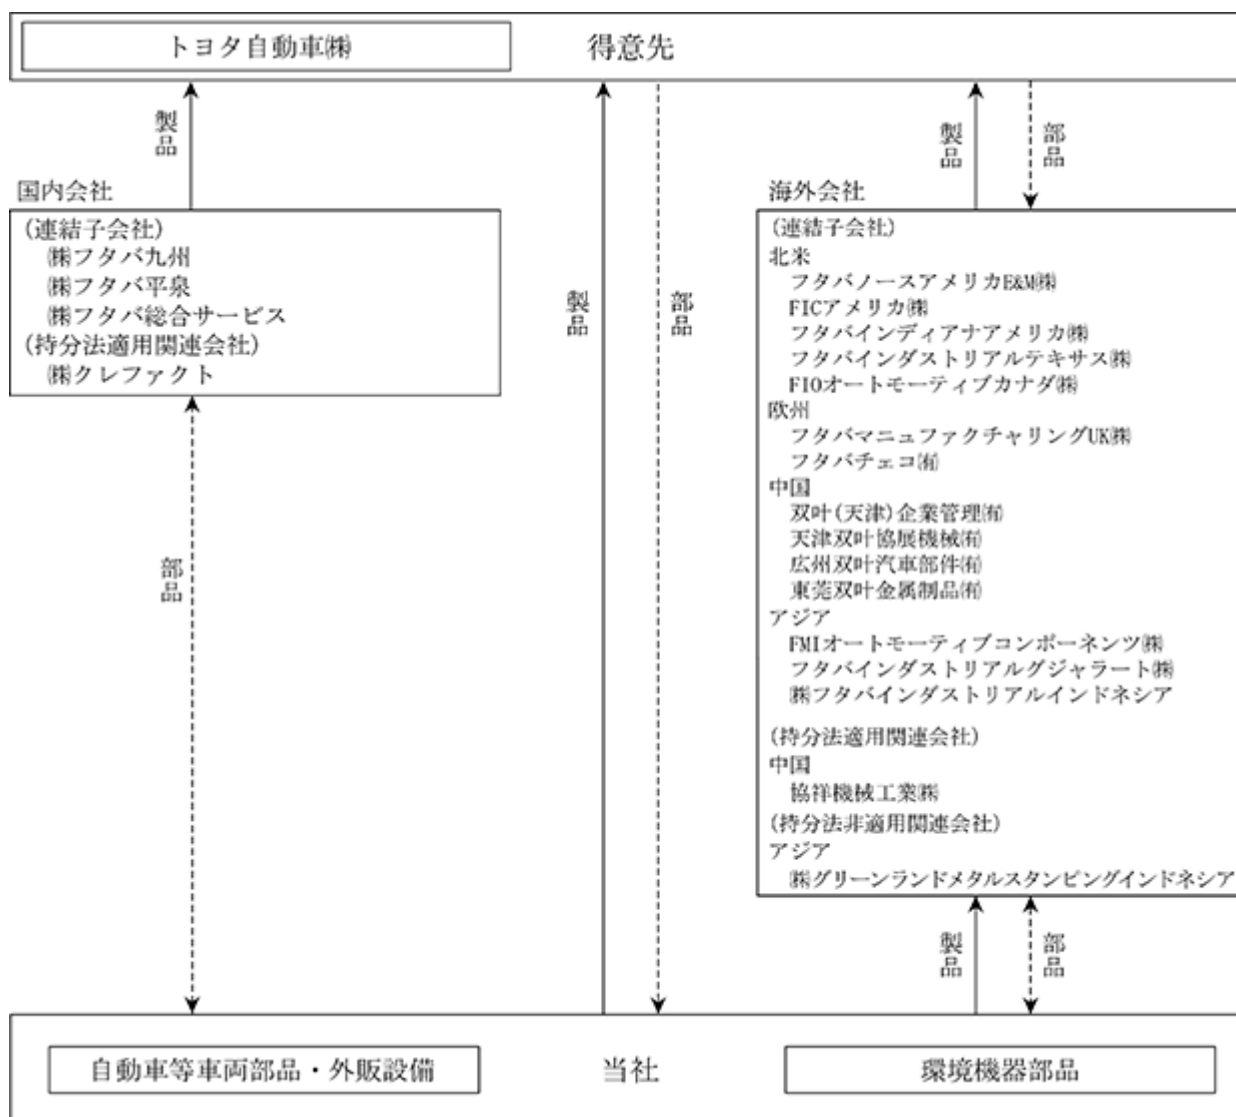 トヨタ自動車㈱
得意先
製品
製品
部品
国内会社
(連結子会社)
㈱フタバ九州
㈱フタバ平泉
㈱フタバ総合サービス
(持分法適用関連会社)
㈱クレファクト
部品
製品
部品
海外会社
(連結子会社)
北米
フタバノースアメリカE&M㈱
FICアメリカ㈱
フタバインディアナアメリカ㈱
フタバインダストリアルテキサス㈱
FIOオートモーティブカナダ㈱
欧州
フタバマニュファクチャリングUK㈱
フタバチェコ㈲
中国
双叶(天津)企業管理㈲
天津双叶協展機械㈲
広州双叶汽車部件㈲
東莞双叶金属制品㈲
アジア
FMIオートモーティブコンポーネンツ㈱
フタバインダストリアルグジャラート㈱
㈱フタバインダストリアルインドネシア
(持分法適用関連会社)
中国
協祥機械工業㈱
(持分法非適用関連会社)
アジア
㈱グリーンランドメタルスタンピングインドネシア
製品
部品
自動車等車両部品・外販設備
当社
環境機器部品